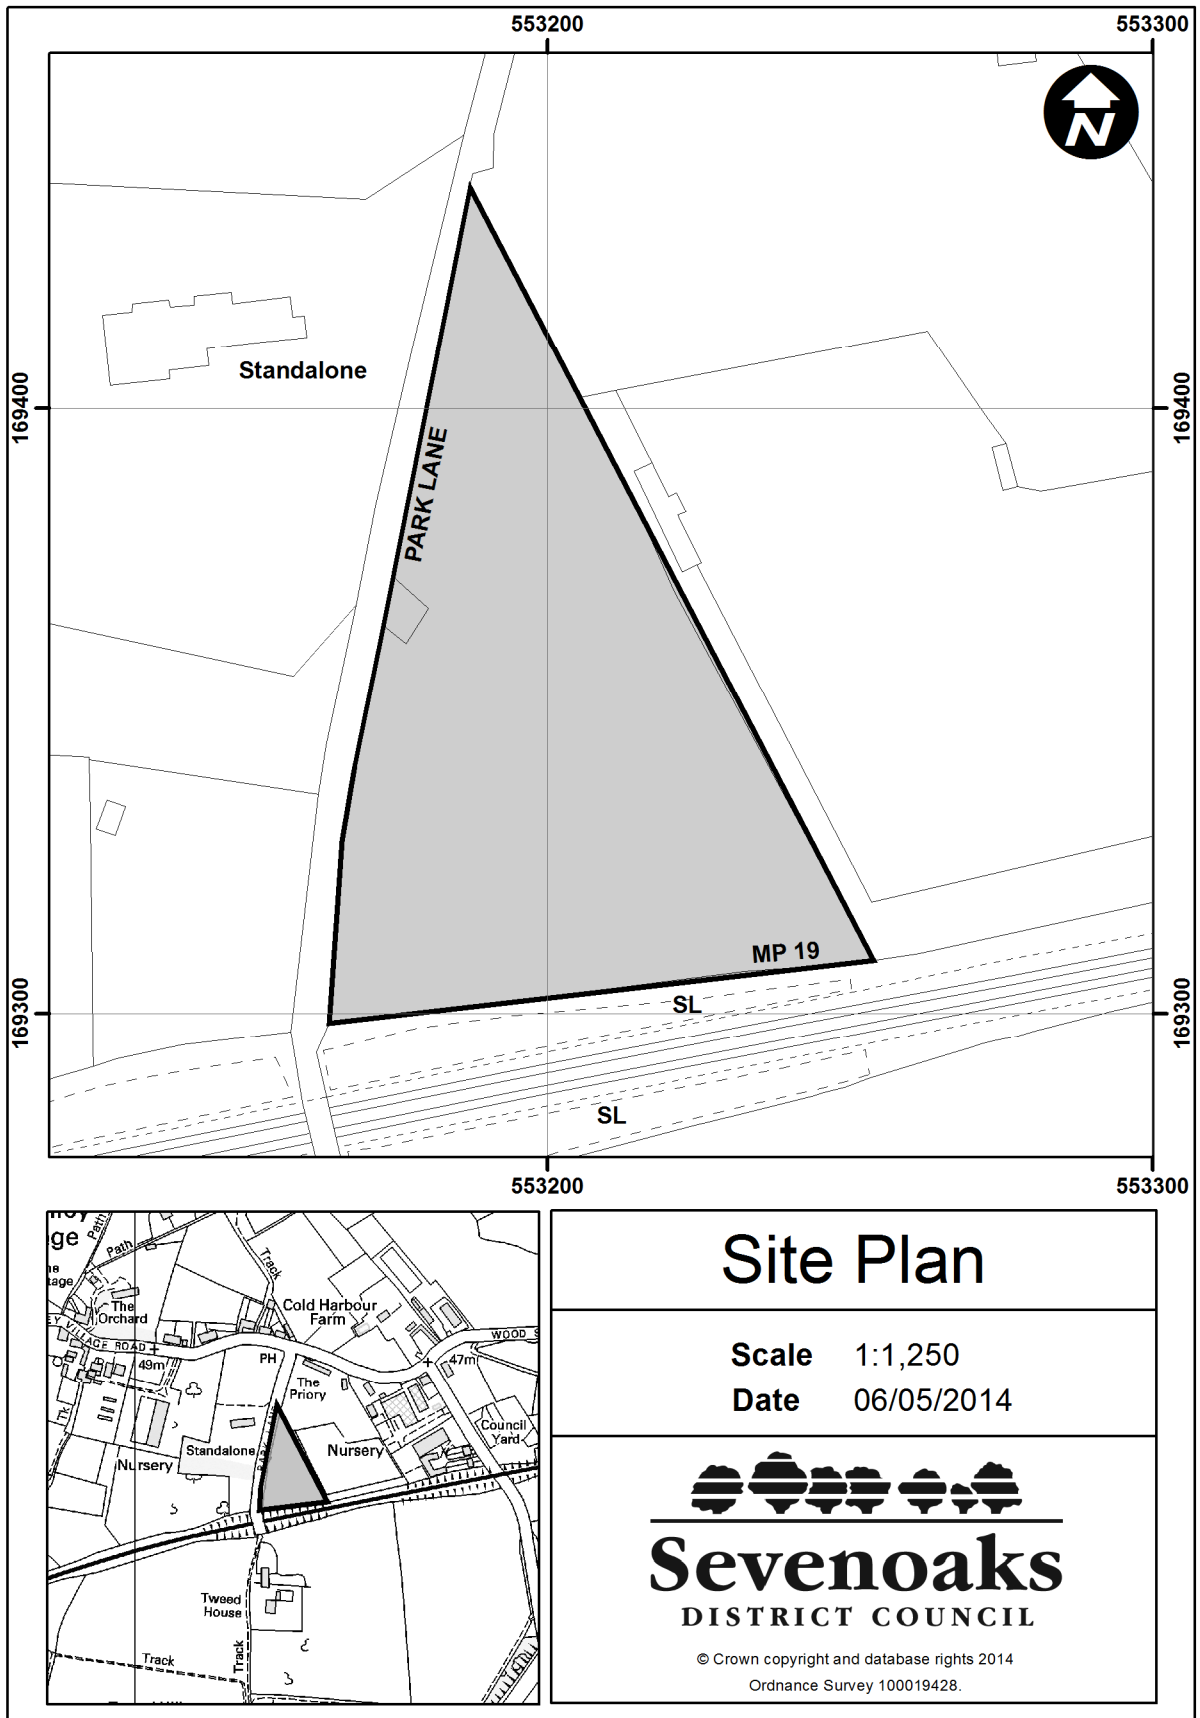 553200
553300
N
Standalone
169400
169400
PARK LANE
MP 19
SL
169300
169300
SL
553200
553300
ge
Path
Path
Track
The
Orchard
Cold Harbour
Farm
VILLAGE ROAD
WOOD
49m
PH
47m
The
Priory
Tk
Standalone
Nursery
Nursery
Council
Yard
Tweed
House
Track
Track
Site Plan
Scale 1:1,250
Date 06/05/2014
Sevenoaks
DISTRICT COUNCIL
© Crown copyright and database rights 2014
Ordnance Survey 100019428.